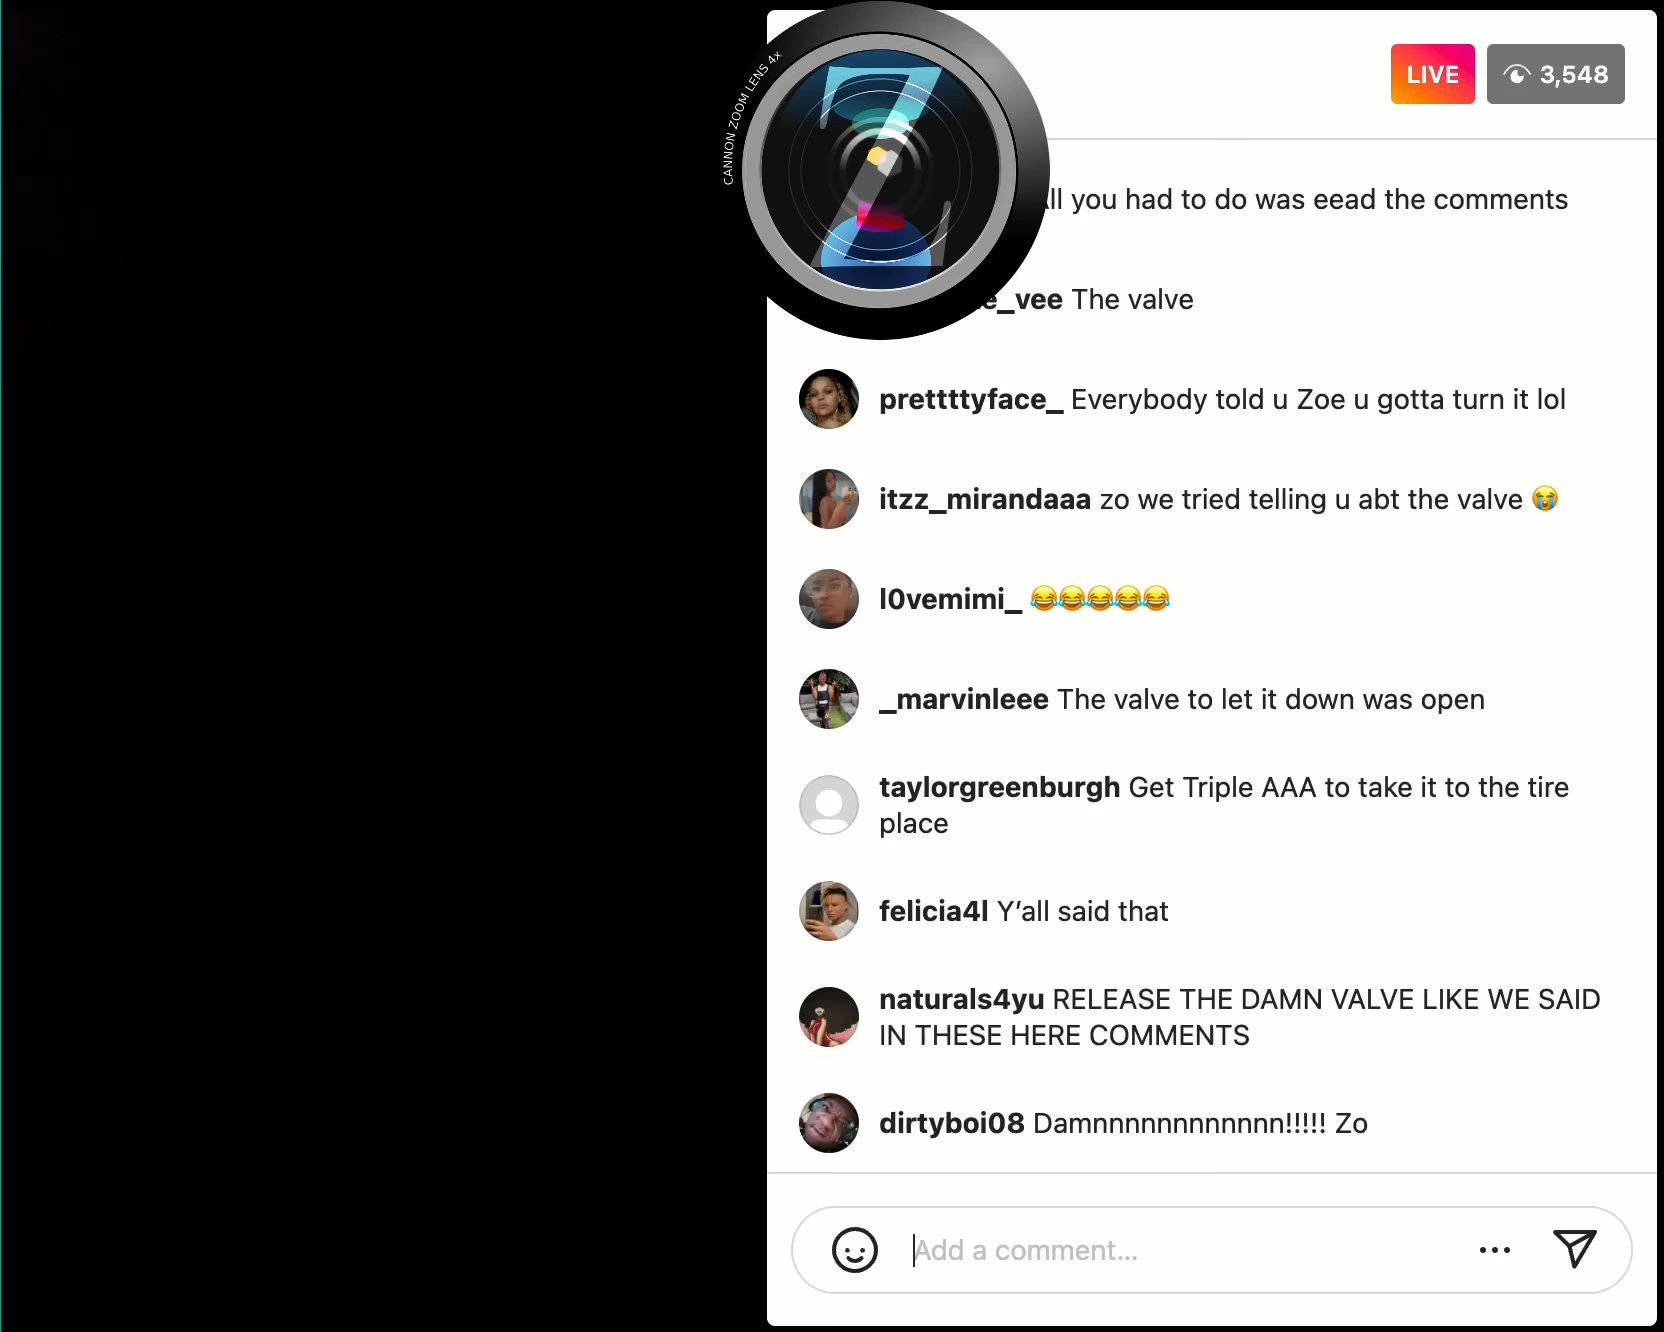 CANNON ZOOM LENS 4x
Z
LIVE
3,548
you had to do was eead the comments
The valve
prettttyface_ Everybody told u Zoe u gotta turn it lol
itzz_mirandaaa zo we tried telling u abt the valve 😭
l0vemimi_ 😂😂😂😂😂
_marvinleee The valve to let it down was open
taylorgreenburgh Get Triple AAA to take it to the tire
place
felicia4l Y’all said that
naturals4yu RELEASE THE DAMN VALVE LIKE WE SAID
IN THESE HERE COMMENTS
dirtyboi08 Damnnnnnnnnnnnn!!!!! Zo
Add a comment...